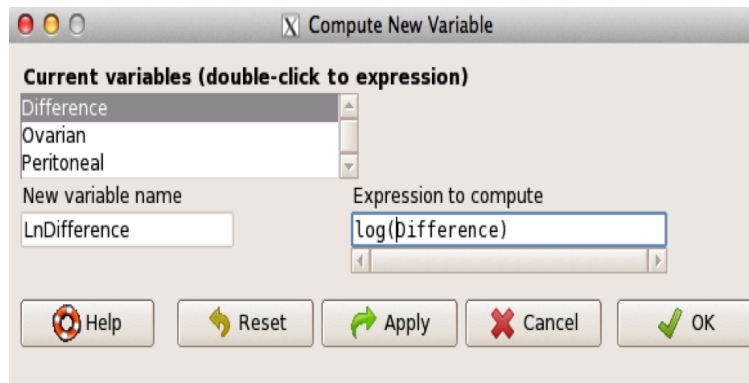 Compute New Variable
Current variables (double-click to expression)
Difference
Ovarian
Peritoneal
New variable name
Expression to compute
LnDifference
log(Difference)
Help Reset Apply Cancel OK